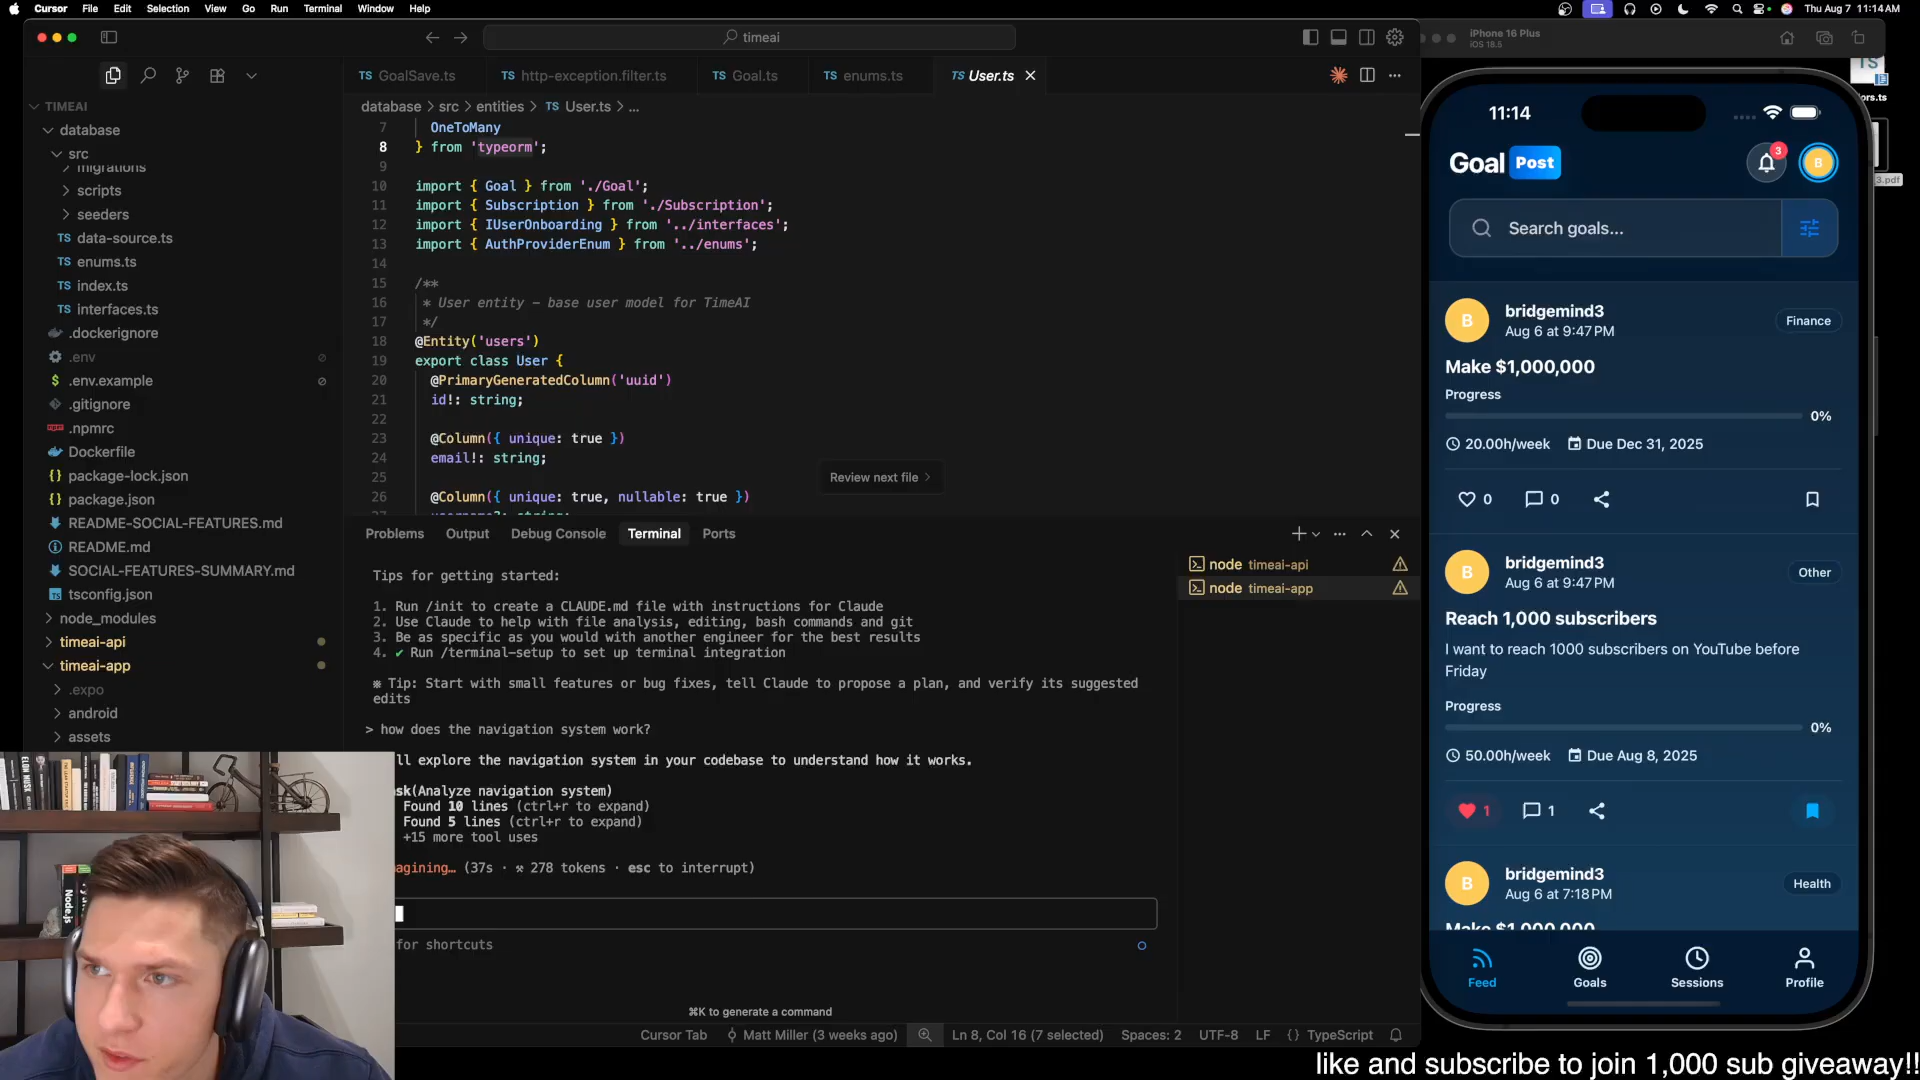 Cursor File Edit Selection View Go Run Terminal Window Help
Thu Aug 7 11:14 AM
timeai
TIMEAI
database
src
migrations
scripts
seeders
TS data-source.ts
TS enums.ts
TS index.ts
TS interfaces.ts
.dockerignore
.env
$ .env.example
.gitignore
.npmrc
Dockerfile
{} package-lock.json
{} package.json
README-SOCIAL-FEATURES.md
README.md
SOCIAL-FEATURES-SUMMARY.md
tsconfig.json
node_modules
timeai-api
timeai-app
.expo
android
assets
TS GoalSave.ts
TS http-exception.filter.ts
TS Goal.ts
TS enums.ts
TS User.ts
database > src > entities > TS User.ts > ...
7 OneToMany
8 } from 'typeorm';
9
10 import { Goal } from './Goal';
11 import { Subscription } from './Subscription';
12 import { IUserOnboarding } from '../interfaces';
13 import { AuthProviderEnum } from '../enums';
14
15 /**
16 * User entity – base user model for TimeAI
17 */
18 @Entity('users')
19 export class User {
20 @PrimaryGeneratedColumn('uuid')
21 id!: string;
22
23 @Column({ unique: true })
24 email!: string;
25
26 @Column({ unique: true, nullable: true })
Review next file >
Problems Output Debug Console Terminal Ports
Tips for getting started:
1. Run /init to create a CLAUDE.md file with instructions for Claude
2. Use Claude to help with file analysis, editing, bash commands and git
3. Be as specific as you would with another engineer for the best results
4. ✔ Run /terminal-setup to set up terminal integration
※ Tip: Start with small features or bug fixes, tell Claude to propose a plan, and verify its suggested
edits
> how does the navigation system work?
ll explore the navigation system in your codebase to understand how it works.
sk(Analyze navigation system)
Found 10 lines (ctrl+r to expand)
Found 5 lines (ctrl+r to expand)
+15 more tool uses
agining… (37s · 278 tokens · esc to interrupt)
for shortcuts
⌘K to generate a command
node timeai-api
node timeai-app
Cursor Tab
Matt Miller (3 weeks ago)
Ln 8, Col 16 (7 selected)
Spaces: 2
UTF-8
LF
{} TypeScript
iPhone 16 Plus
iOS 18.5
TS
ors.ts
3.pdf
11:14
Goal Post
3
B
Search goals...
B
bridgemind3
Aug 6 at 9:47 PM
Finance
Make $1,000,000
Progress
0%
20.00h/week Due Dec 31, 2025
0 0
B
bridgemind3
Aug 6 at 9:47 PM
Other
Reach 1,000 subscribers
I want to reach 1000 subscribers on YouTube before
Friday
Progress
0%
50.00h/week Due Aug 8, 2025
1 1
B
bridgemind3
Aug 6 at 7:18 PM
Health
Make $1,000,000
Feed Goals Sessions Profile
Node.js
like and subscribe to join 1,000 sub giveaway!!